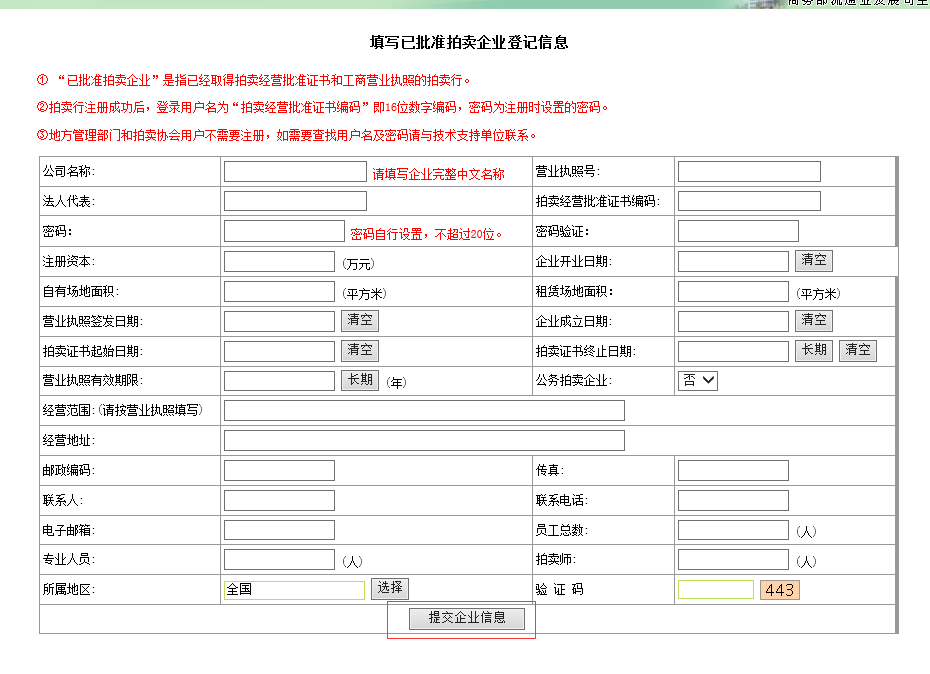 填写已批准拍卖企业登记信息
① “已批准拍卖企业”是指已经取得拍卖经营批准证书和工商营业执照的拍卖行。
②拍卖行注册成功后，登录用户名为“拍卖经营批准证书编码”即16位数字编码，密码为注册时设置的密码。
③地方管理部门和拍卖协会用户不需要注册，如需要查找用户名及密码请与技术支持单位联系。
公司名称: 请填写企业完整中文名称 营业执照号:
法人代表: 拍卖经营批准证书编码:
密码： 密码自行设置，不超过20位。 密码验证：
注册资本: (万元) 企业开业日期: 清空
自有场地面积: (平方米) 租赁场地面积： (平方米)
营业执照签发日期: 清空 企业成立日期: 清空
拍卖证书起始日期: 清空 拍卖证书终止日期: 长期 清空
营业执照有效期限: 长期 (年) 公务拍卖企业: 否
经营范围:(请按营业执照填写)
经营地址:
邮政编码: 传真:
联系人: 联系电话:
电子邮箱: 员工总数: (人)
专业人员: (人) 拍卖师: (人)
所属地区: 全国 选择 验 证 码 443
提交企业信息